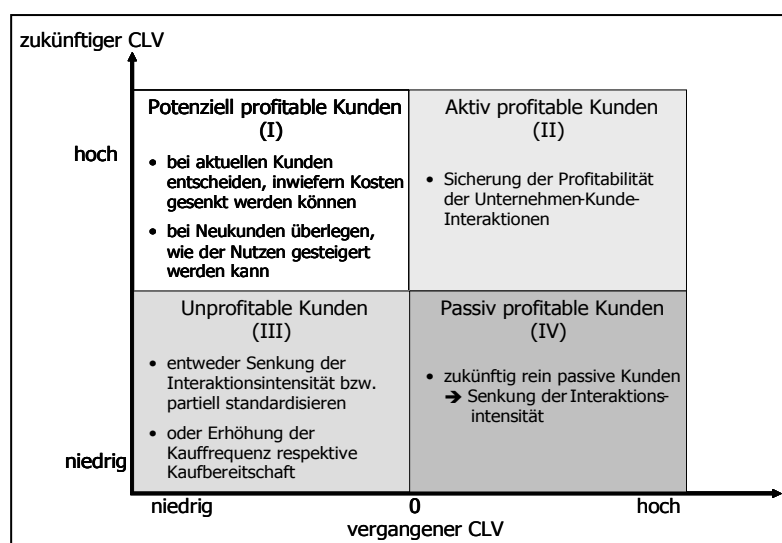 zukünftiger CLV
Potenziell profitable Kunden
(I)
• bei aktuellen Kunden
entscheiden, inwiefern Kosten
gesenkt werden können
• bei Neukunden überlegen,
wie der Nutzen gesteigert
werden kann
Aktiv profitable Kunden
(II)
• Sicherung der Profitabilität
der Unternehmen-Kunde-
Interaktionen
hoch
Unprofitable Kunden
(III)
• entweder Senkung der
Interaktionsintensität bzw.
partiell standardisieren
• oder Erhöhung der
Kauffrequenz respektive
Kaufbereitschaft
Passiv profitable Kunden
(IV)
• zukünftig rein passive Kunden
➔ Senkung der Interaktions-
intensität
niedrig
niedrig 0 hoch
vergangener CLV